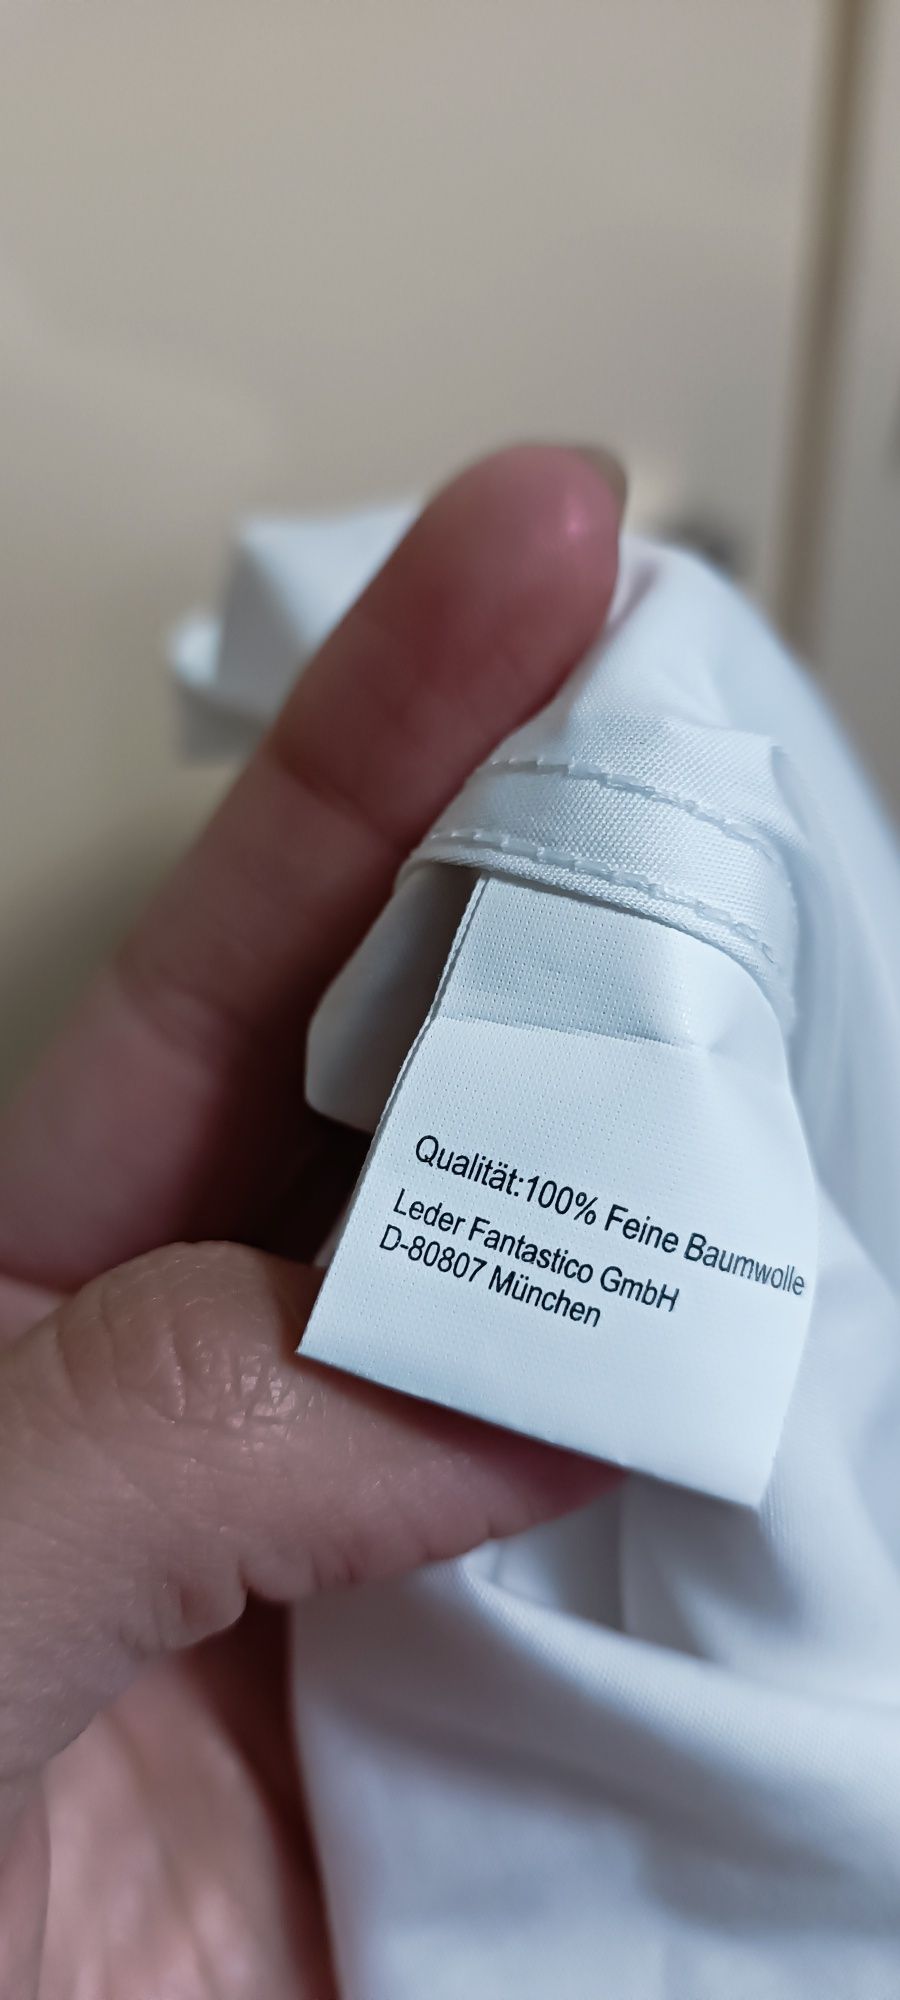 Qualität:100% Feine Baumwolle
Leder Fantastico GmbH
D-80807 München